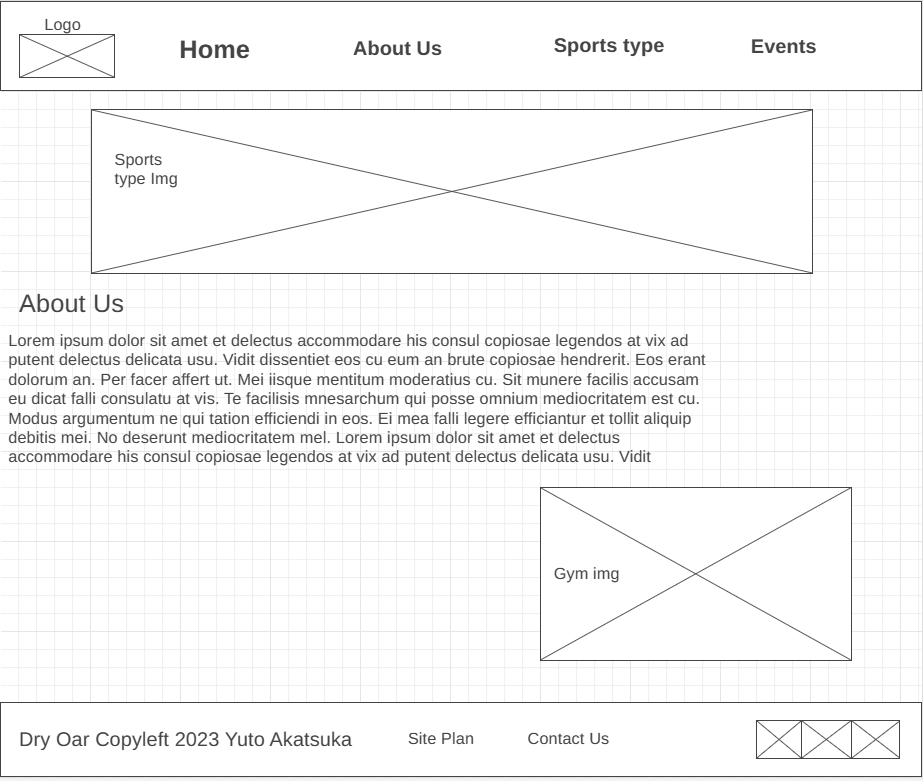 Logo
Home
About Us
Sports type
Events
Sports
type Img
About Us
Lorem ipsum dolor sit amet et delectus accommodare his consul copiosae legendos at vix ad
putent delectus delicata usu. Vidit dissentiet eos cu eum an brute copiosae hendrerit. Eos erant
dolorum an. Per facer affert ut. Mei iisque mentitum moderatius cu. Sit munere facilis accusam
eu dicat falli consulatu at vis. Te facilisis mnesarchum qui posse omnium mediocritatem est cu.
Modus argumentum ne qui tation efficiendi in eos. Ei mea falli legere efficiantur et tollit aliquip
debitis mei. No deserunt mediocritatem mel. Lorem ipsum dolor sit amet et delectus
accommodare his consul copiosae legendos at vix ad putent delectus delicata usu. Vidit
Gym img
Dry Oar Copyleft 2023 Yuto Akatsuka
Site Plan
Contact Us